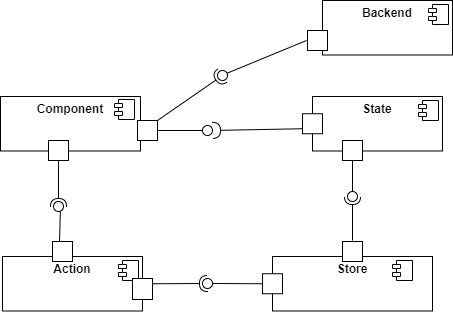 Backend
Component
State
Action
Store